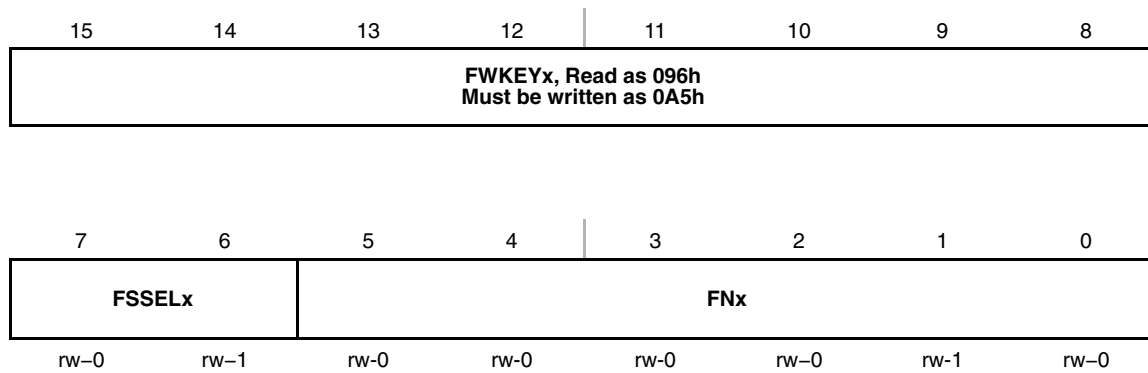 15 14 13 12 11 10 9 8
FWKEYx, Read as 096h
Must be written as 0A5h
7 6 5 4 3 2 1 0
FSSELx FNx
rw−0 rw−1 rw-0 rw-0 rw-0 rw−0 rw-1 rw−0